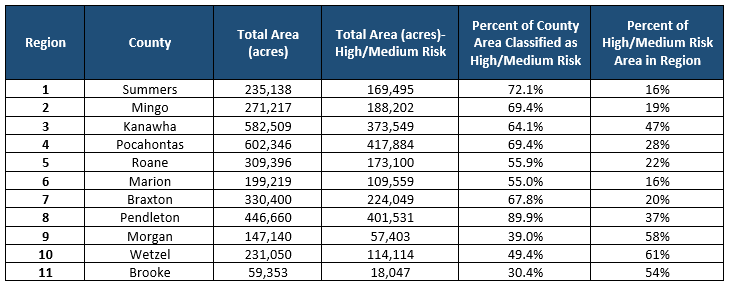 Region County Total Area (acres) Total Area (acres)- High/Medium Risk Percent of County Area Classified as High/Medium Risk Percent of High/Medium Risk Area in Region
1 Summers 235,138 169,495 72.1% 16%
2 Mingo 271,217 188,202 69.4% 19%
3 Kanawha 582,509 373,549 64.1% 47%
4 Pocahontas 602,346 417,884 69.4% 28%
5 Roane 309,396 173,100 55.9% 22%
6 Marion 199,219 109,559 55.0% 16%
7 Braxton 330,400 224,049 67.8% 20%
8 Pendleton 446,660 401,531 89.9% 37%
9 Morgan 147,140 57,403 39.0% 58%
10 Wetzel 231,050 114,114 49.4% 61%
11 Brooke 59,353 18,047 30.4% 54%